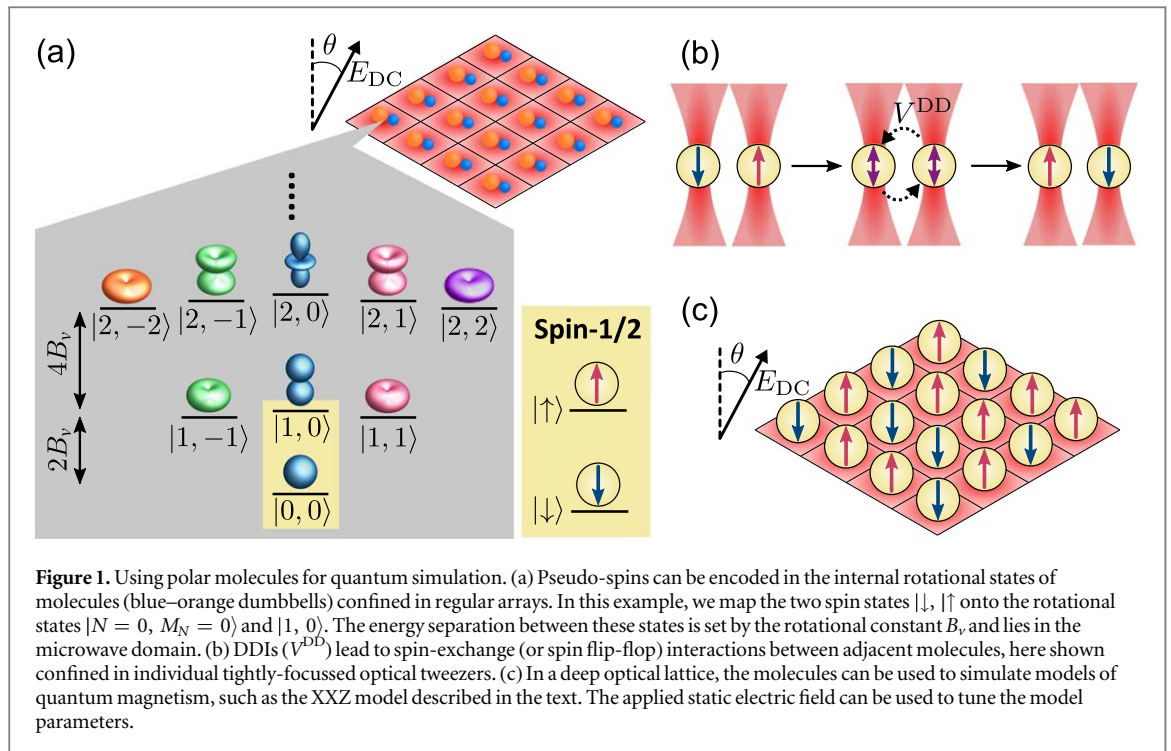 (a)
θ
E_DC
|2, −2⟩
|2, −1⟩
|2, 0⟩
|2, 1⟩
|2, 2⟩
4B_v
|1, −1⟩
|1, 0⟩
|1, 1⟩
2B_v
|0, 0⟩
Spin-1/2
|↑⟩
|↓⟩
(b)
V^DD
(c)
θ
E_DC
Figure 1. Using polar molecules for quantum simulation. (a) Pseudo-spins can be encoded in the internal rotational states of
molecules (blue–orange dumbbells) confined in regular arrays. In this example, we map the two spin states |↓, |↑ onto the rotational
states |N = 0, M_N = 0⟩ and |1, 0⟩. The energy separation between these states is set by the rotational constant B_v and lies in the
microwave domain. (b) DDIs (V^DD) lead to spin-exchange (or spin flip-flop) interactions between adjacent molecules, here shown
confined in individual tightly-focussed optical tweezers. (c) In a deep optical lattice, the molecules can be used to simulate models of
quantum magnetism, such as the XXZ model described in the text. The applied static electric field can be used to tune the model
parameters.